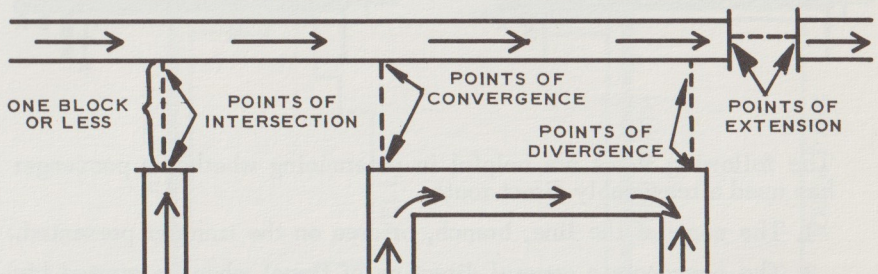 ONE BLOCK
OR LESS
POINTS OF
INTERSECTION
POINTS OF
CONVERGENCE
POINTS OF
DIVERGENCE
POINTS OF
EXTENSION